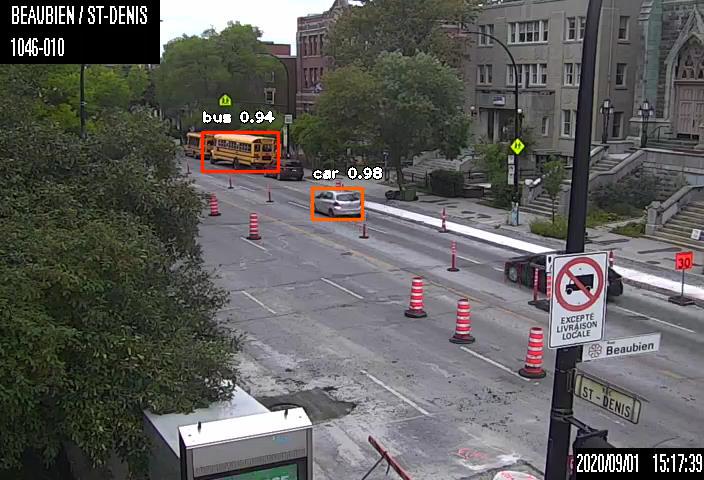 BEAUBIEN / ST-DENIS
1046-010
bus 0.94
car 0.98
30
EXCEPTÉ
LIVRAISON
LOCALE
Beaubien
ST-DENIS
2020/09/01 15:17:39